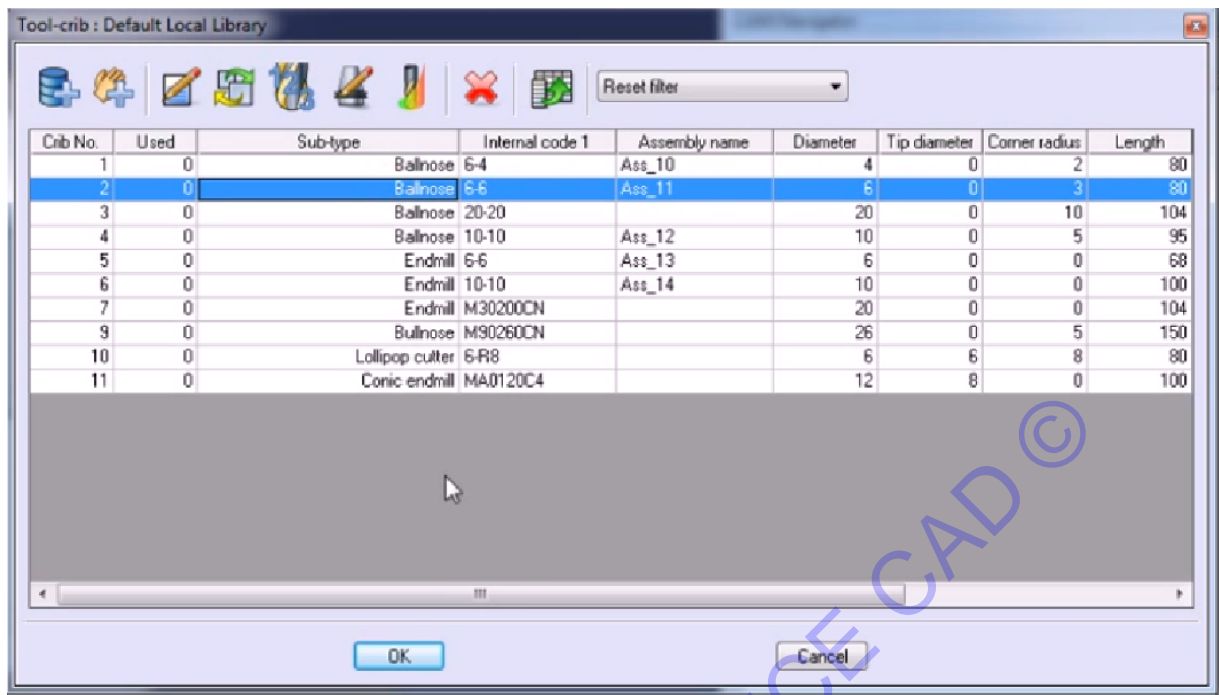 Tool-crib : Default Local Library
Reset filter
Crib No. Used Sub-type Internal code 1 Assembly name Diameter Tip diameter Corner radius Length
1 0 Ballnose 6-4 Ass_10 4 0 2 80
2 0 Ballnose 6-6 Ass_11 6 0 3 80
3 0 Ballnose 20-20 20 0 10 104
4 0 Ballnose 10-10 Ass_12 10 0 5 95
5 0 Endmill 6-6 Ass_13 6 0 0 68
6 0 Endmill 10-10 Ass_14 10 0 0 100
7 0 Endmill M30200CN 20 0 0 104
9 0 Bullnose M90260CN 26 0 5 150
10 0 Lollipop cutter 6-R8 6 6 8 80
11 0 Conic endmill MA0120C4 12 8 0 100
CE CAD ©
OK Cancel